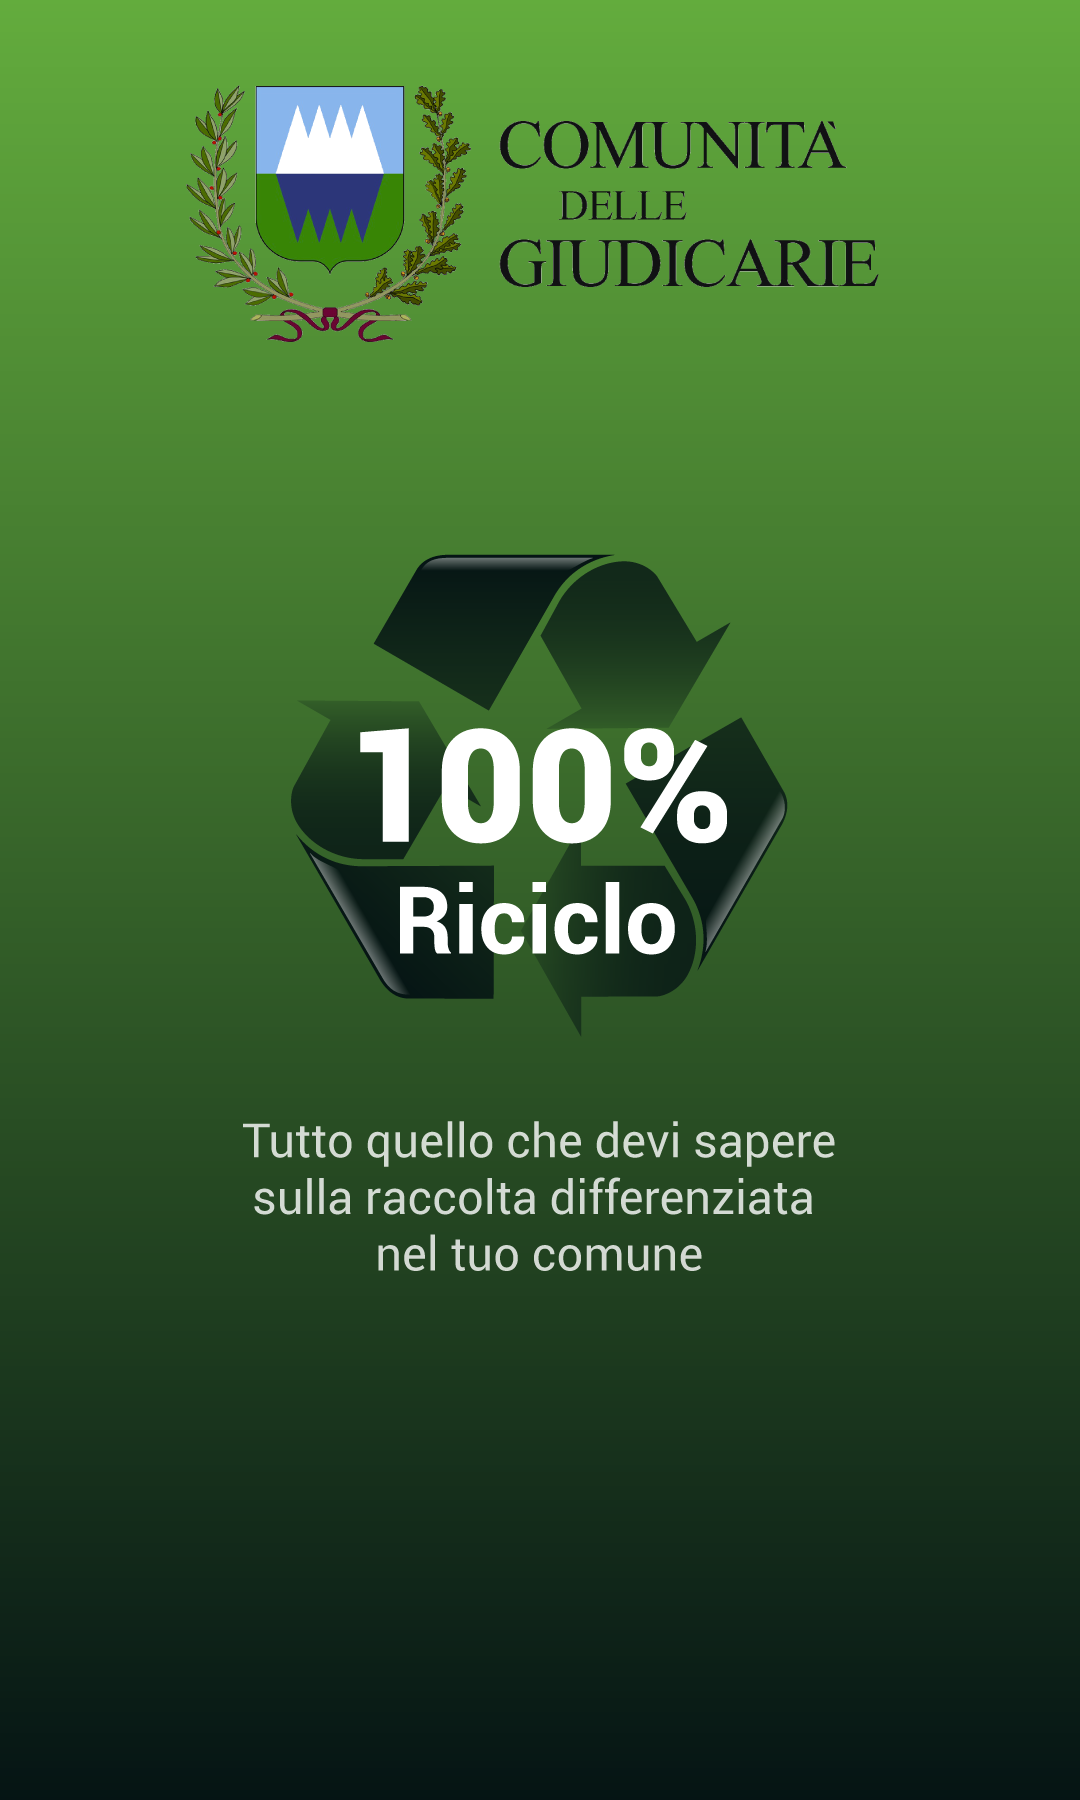 COMUNITÀ
DELLE
GIUDICARIE
100%
Riciclo
Tutto quello che devi sapere
sulla raccolta differenziata
nel tuo comune